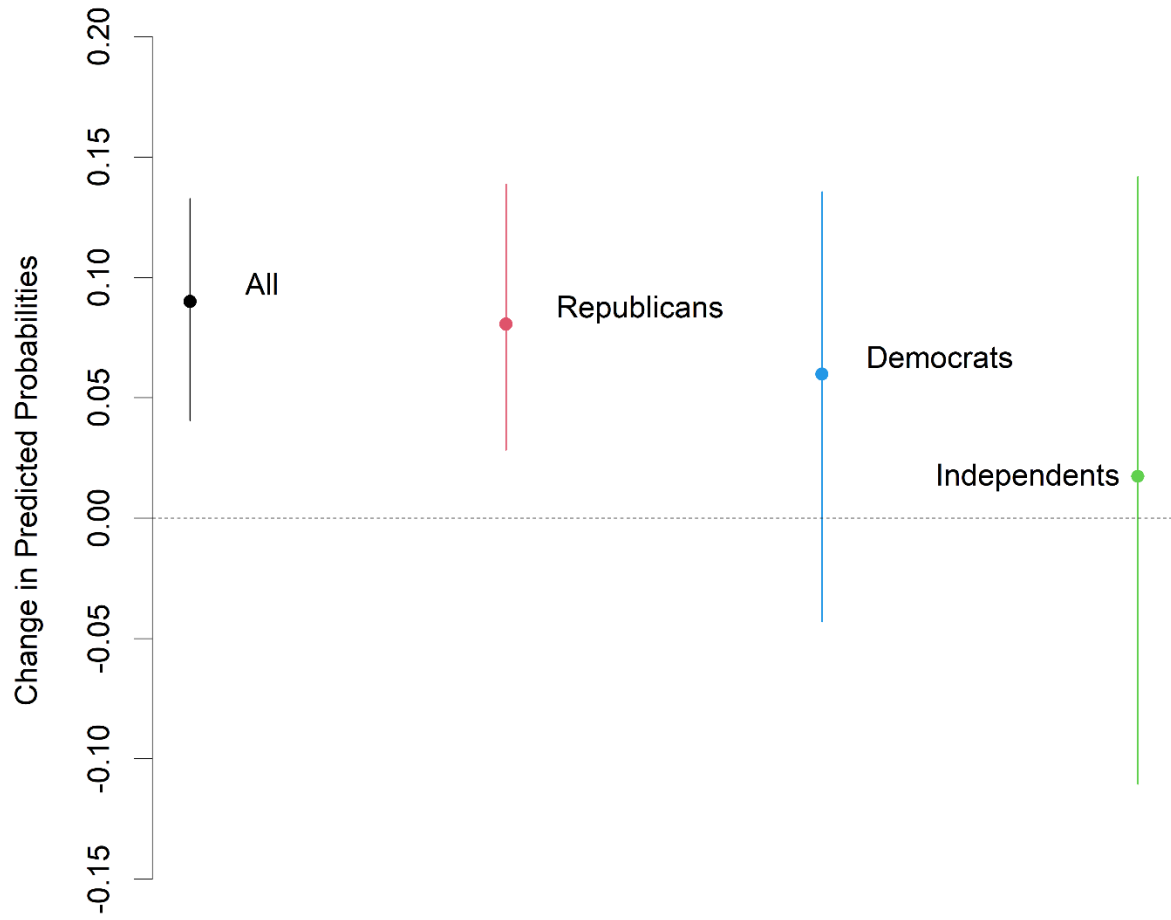 Change in Predicted Probabilities
0.20
0.15
0.10
0.05
0.00
-0.05
-0.10
-0.15
All
Republicans
Democrats
Independents